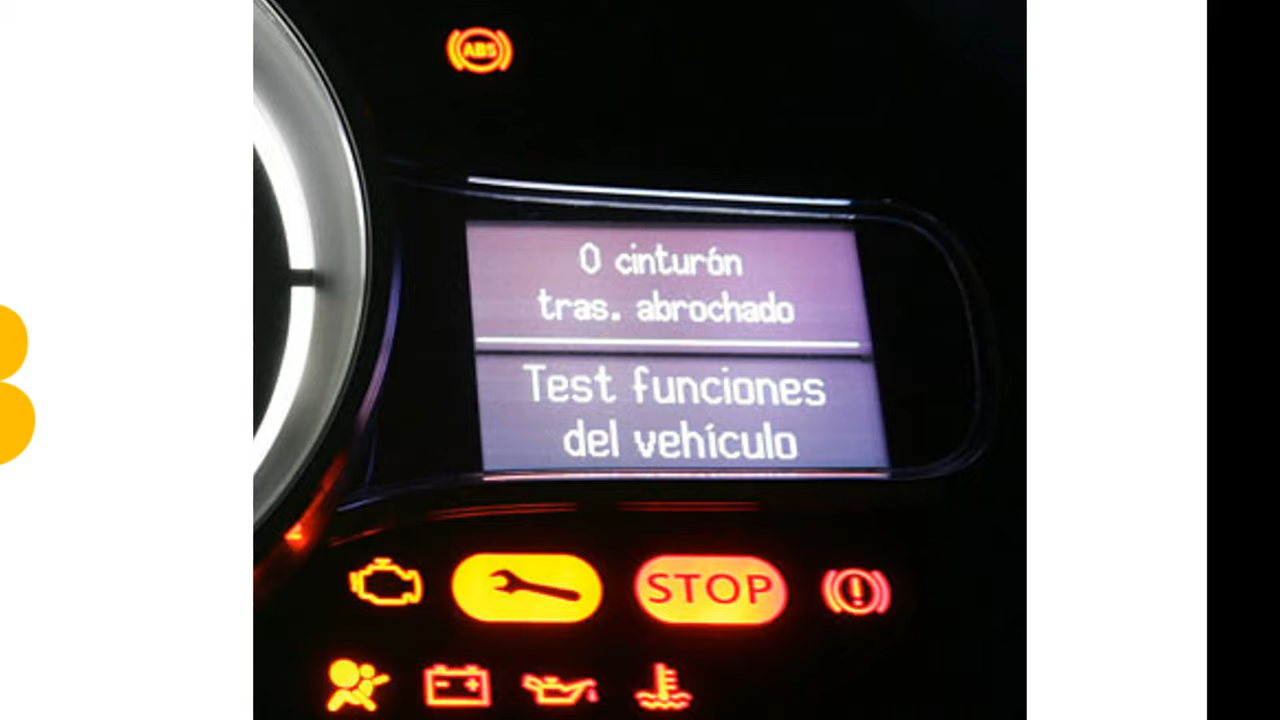 ABS
0 cinturón
tras. abrochado
Test funciones
del vehículo
STOP